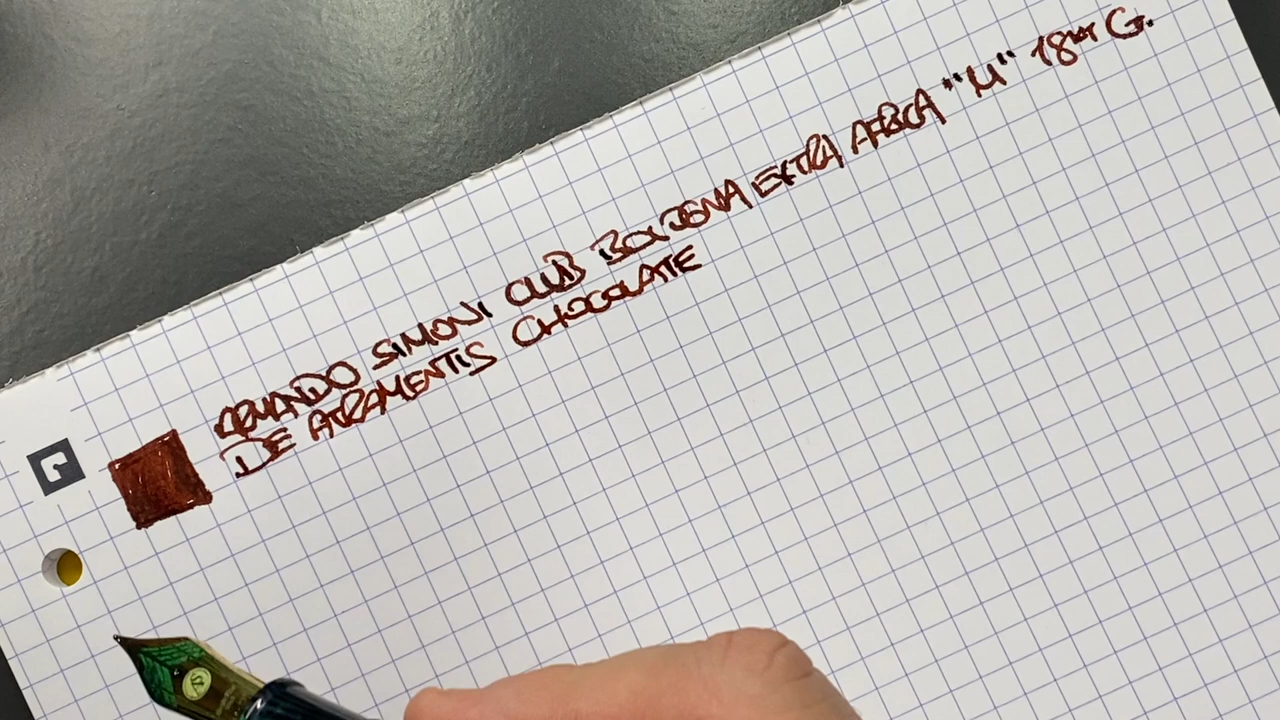 ARMANDO SIMONI CLUB BOLOGNA EXTRA AFRICA "M" 18KT G.
DE ATRAMENTIS CHOCOLATE